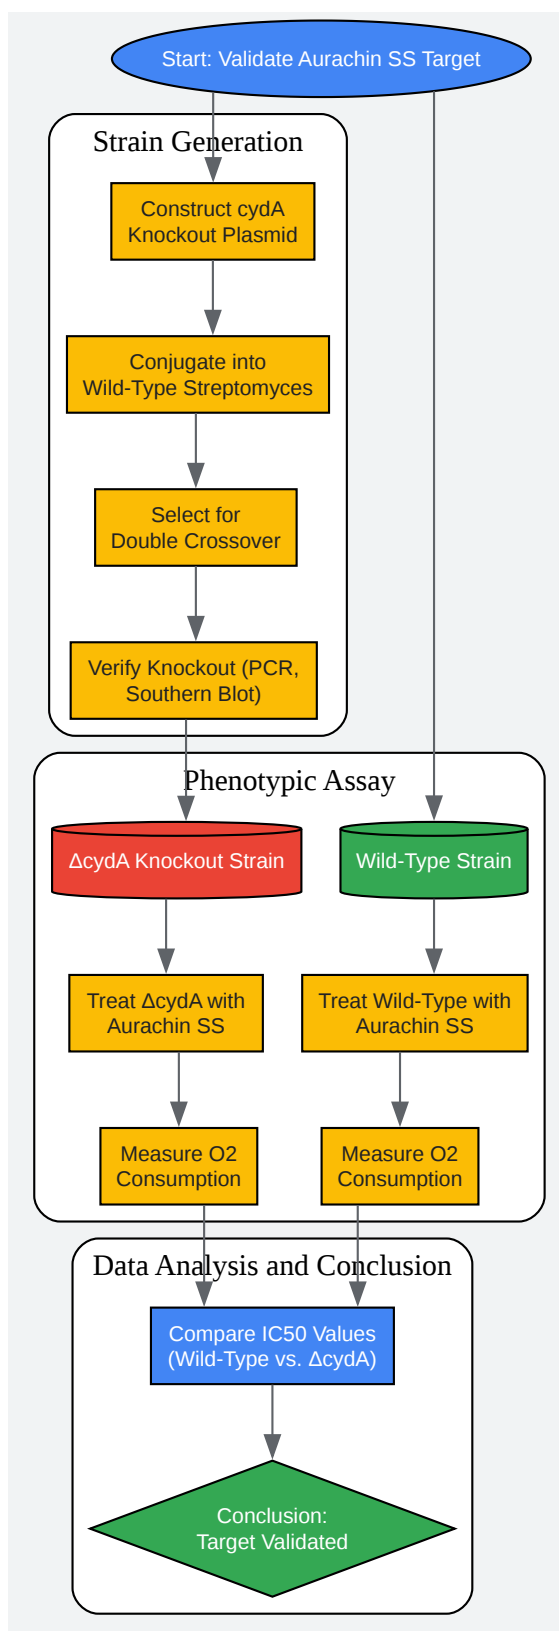 Start: Validate Aurachin SS Target
Strain Generation
Construct cydA
Knockout Plasmid
Conjugate into
Wild-Type Streptomyces
Select for
Double Crossover
Verify Knockout (PCR,
Southern Blot)
Phenotypic Assay
ΔcydA Knockout Strain
Wild-Type Strain
Treat ΔcydA with
Aurachin SS
Treat Wild-Type with
Aurachin SS
Measure O2
Consumption
Measure O2
Consumption
Data Analysis and Conclusion
Compare IC50 Values
(Wild-Type vs. ΔcydA)
Conclusion:
Target Validated